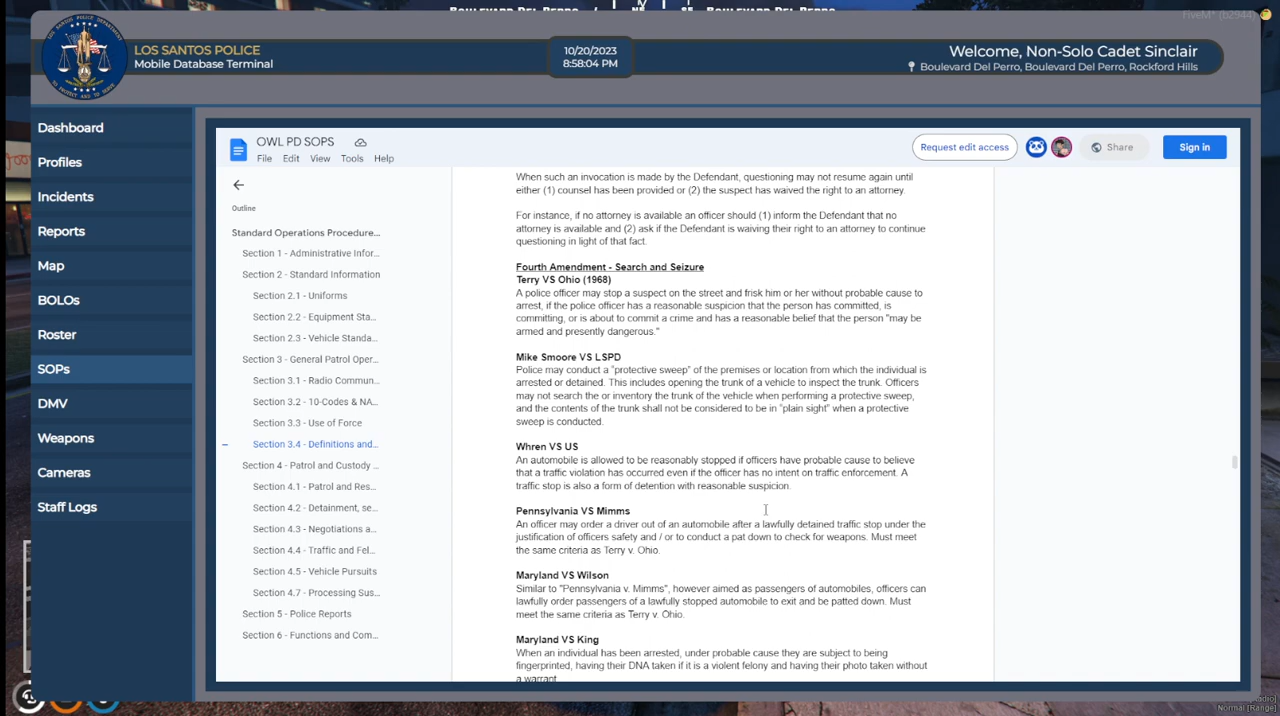 BOULEVARD DEL PERRO
BOULEVARD DEL PERRO
FiveM* (b2944)
LOS SANTOS POLICE
Mobile Database Terminal
10/20/2023
8:58:04 PM
Welcome, Non-Solo Cadet Sinclair
Boulevard Del Perro, Boulevard Del Perro, Rockford Hills
Dashboard
Profiles
Incidents
Reports
Map
BOLOs
Roster
SOPs
DMV
Weapons
Cameras
Staff Logs
OWL PD SOPS
File Edit View Tools Help
Request edit access
Share
Sign in
Outline
Standard Operations Procedure...
Section 1 - Administrative Infor...
Section 2 - Standard Information
Section 2.1 - Uniforms
Section 2.2 - Equipment Sta...
Section 2.3 - Vehicle Standa...
Section 3 - General Patrol Oper...
Section 3.1 - Radio Commun...
Section 3.2 - 10-Codes & NA...
Section 3.3 - Use of Force
Section 3.4 - Definitions and...
Section 4 - Patrol and Custody ...
Section 4.1 - Patrol and Res...
Section 4.2 - Detainment, se...
Section 4.3 - Negotiations a...
Section 4.4 - Traffic and Fel...
Section 4.5 - Vehicle Pursuits
Section 4.7 - Processing Sus...
Section 5 - Police Reports
Section 6 - Functions and Com...
When such an invocation is made by the Defendant, questioning may not resume again until
either (1) counsel has been provided or (2) the suspect has waived the right to an attorney.
For instance, if no attorney is available an officer should (1) inform the Defendant that no
attorney is available and (2) ask if the Defendant is waiving their right to an attorney to continue
questioning in light of that fact.
Fourth Amendment - Search and Seizure
Terry VS Ohio (1968)
A police officer may stop a suspect on the street and frisk him or her without probable cause to
arrest, if the police officer has a reasonable suspicion that the person has committed, is
committing, or is about to commit a crime and has a reasonable belief that the person "may be
armed and presently dangerous."
Mike Smoore VS LSPD
Police may conduct a "protective sweep" of the premises or location from which the individual is
arrested or detained. This includes opening the trunk of a vehicle to inspect the trunk. Officers
may not search the or inventory the trunk of the vehicle when performing a protective sweep,
and the contents of the trunk shall not be considered to be in "plain sight" when a protective
sweep is conducted.
Whren VS US
An automobile is allowed to be reasonably stopped if officers have probable cause to believe
that a traffic violation has occurred even if the officer has no intent on traffic enforcement. A
traffic stop is also a form of detention with reasonable suspicion.
Pennsylvania VS Mimms
An officer may order a driver out of an automobile after a lawfully detained traffic stop under the
justification of officers safety and / or to conduct a pat down to check for weapons. Must meet
the same criteria as Terry v. Ohio.
Maryland VS Wilson
Similar to "Pennsylvania v. Mimms", however aimed as passengers of automobiles, officers can
lawfully order passengers of a lawfully stopped automobile to exit and be patted down. Must
meet the same criteria as Terry v. Ohio.
Maryland VS King
When an individual has been arrested, under probable cause they are subject to being
fingerprinted, having their DNA taken if it is a violent felony and having their photo taken without
a warrant
Normal [Range]